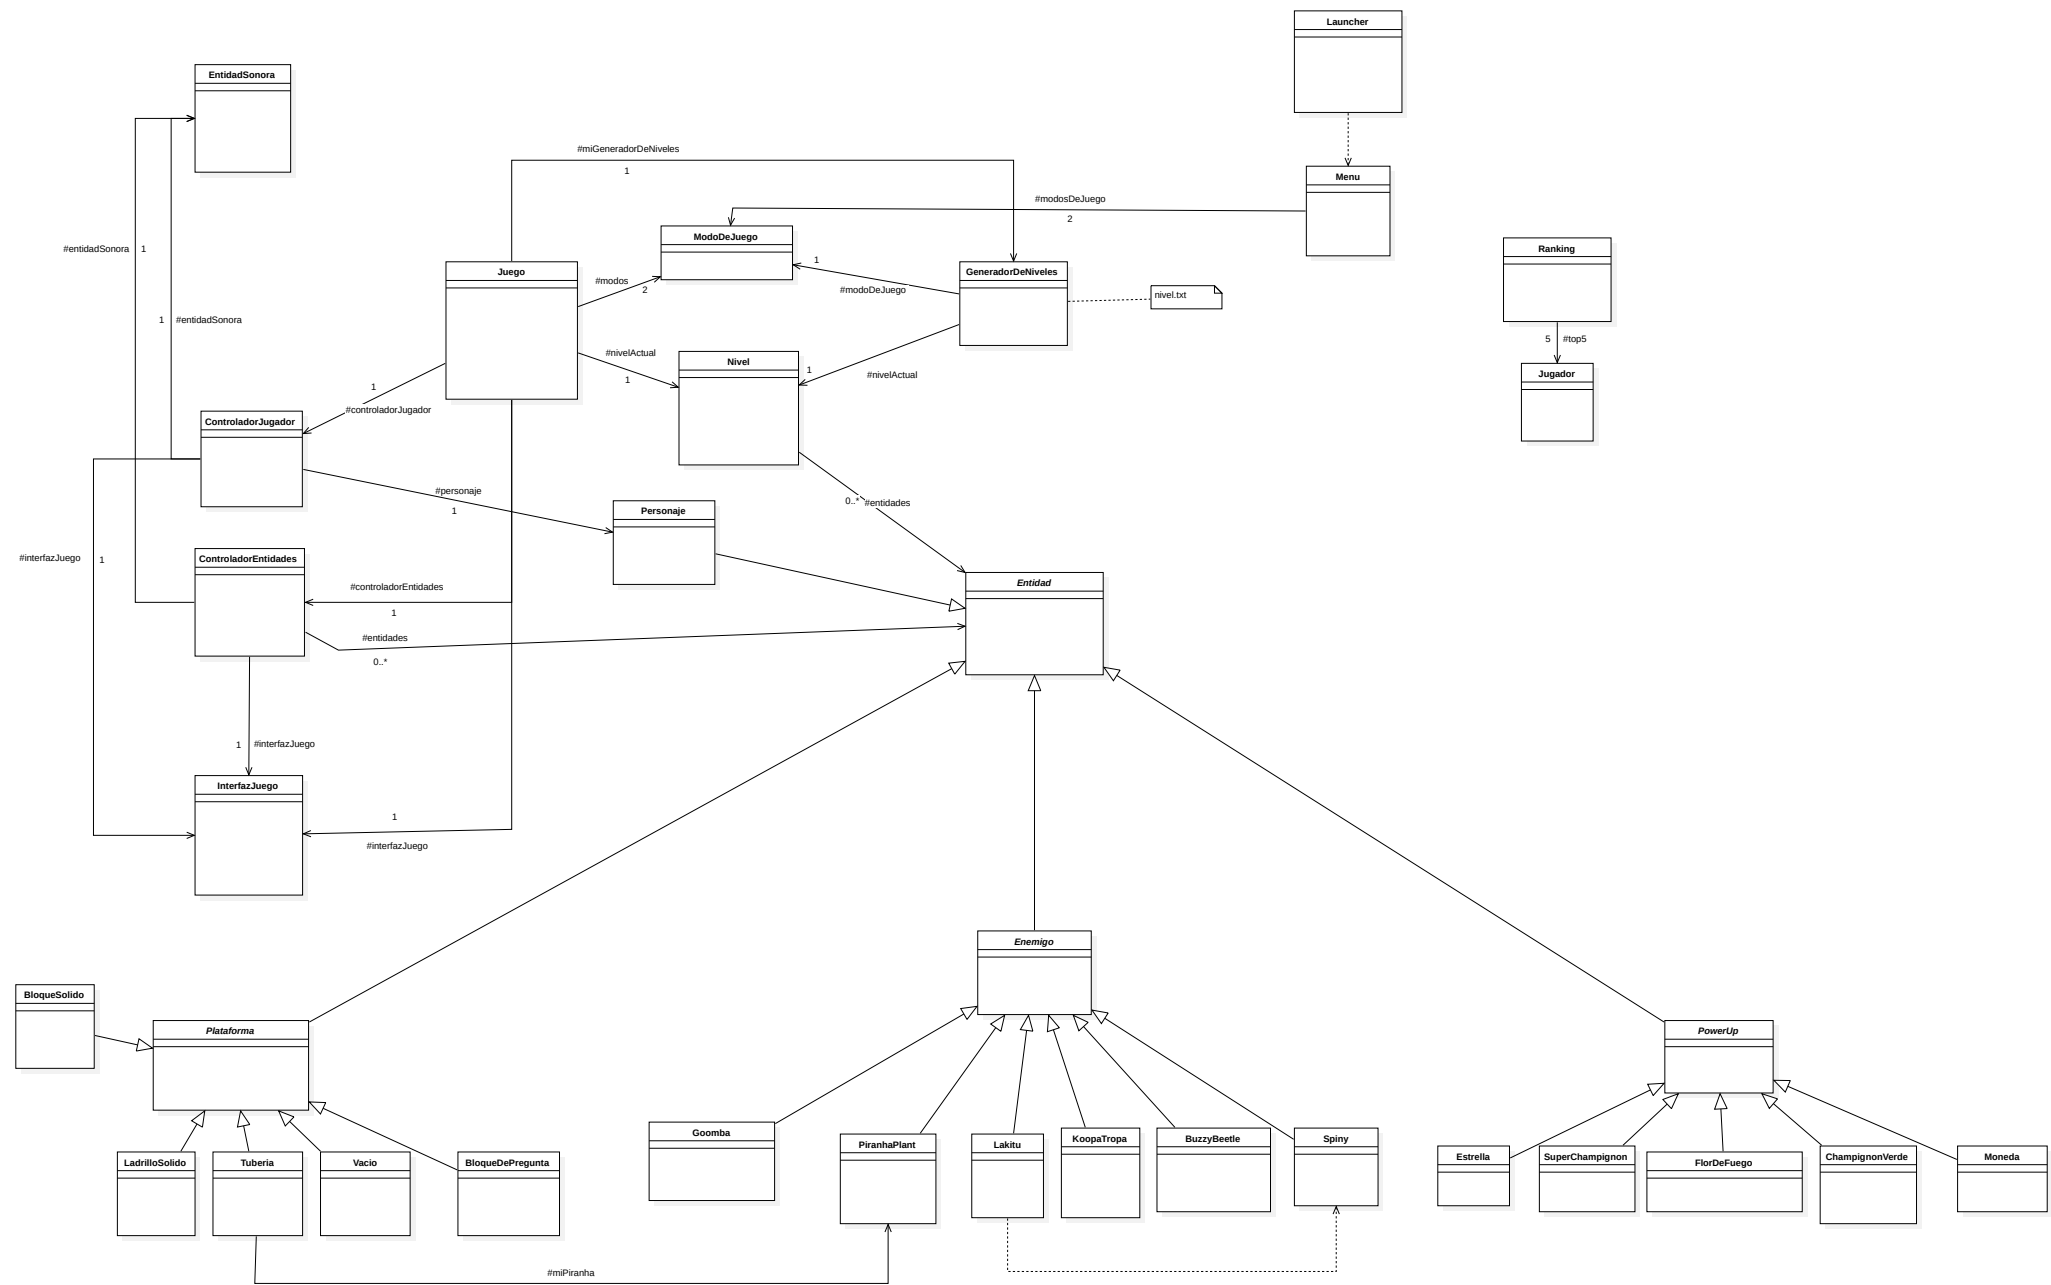 Launcher
EntidadSonora
#miGeneradorDeNiveles
1
Menu
#modosDeJuego
2
ModoDeJuego
#entidadSonora
1
Ranking
Juego
1
GeneradorDeNiveles
#modos
2
#modoDeJuego
nivel.txt
1
#entidadSonora
5
#top5
#nivelActual
1
Nivel
1
#nivelActual
Jugador
1
#controladorJugador
ControladorJugador
#personaje
1
0..*
#entidades
Personaje
#interfazJuego
1
ControladorEntidades
#controladorEntidades
1
Entidad
#entidades
0..*
1
#interfazJuego
InterfazJuego
1
#interfazJuego
Enemigo
BloqueSolido
Plataforma
PowerUp
Goomba
PiranhaPlant
Lakitu
KoopaTropa
BuzzyBeetle
Spiny
LadrilloSolido
Tuberia
Vacio
BloqueDePregunta
Estrella
SuperChampignon
FlorDeFuego
ChampignonVerde
Moneda
#miPiranha